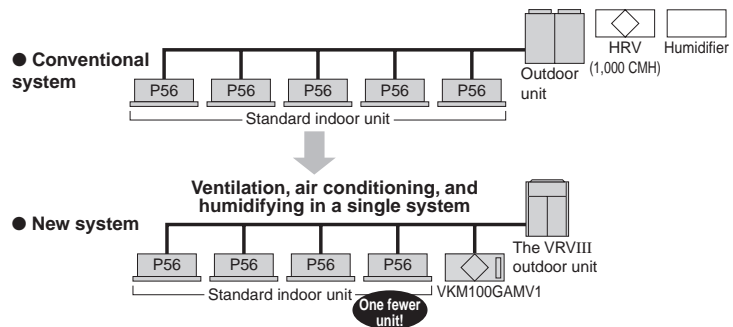 ● Conventional
system
P56
P56
P56
P56
P56
Standard indoor unit
Outdoor
unit
HRV
(1,000 CMH)
Humidifier
Ventilation, air conditioning, and
humidifying in a single system
● New system
P56
P56
P56
P56
Standard indoor unit
One fewer
unit!
VKM100GAMV1
The VRVIII
outdoor unit